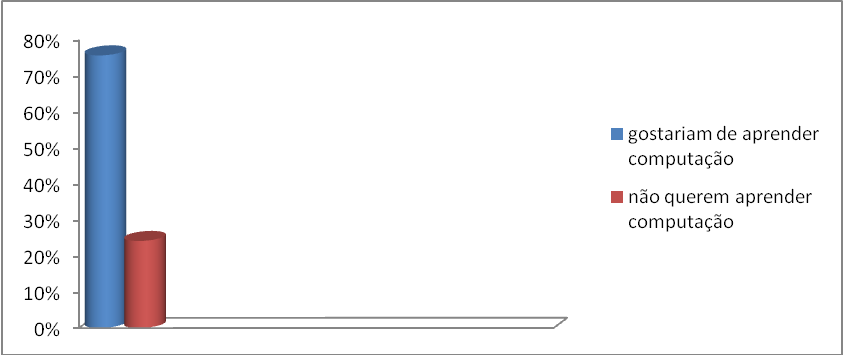 80%
70%
60%
50%
40%
30%
20%
10%
0%
gostariam de aprender
computação
não querem aprender
computação